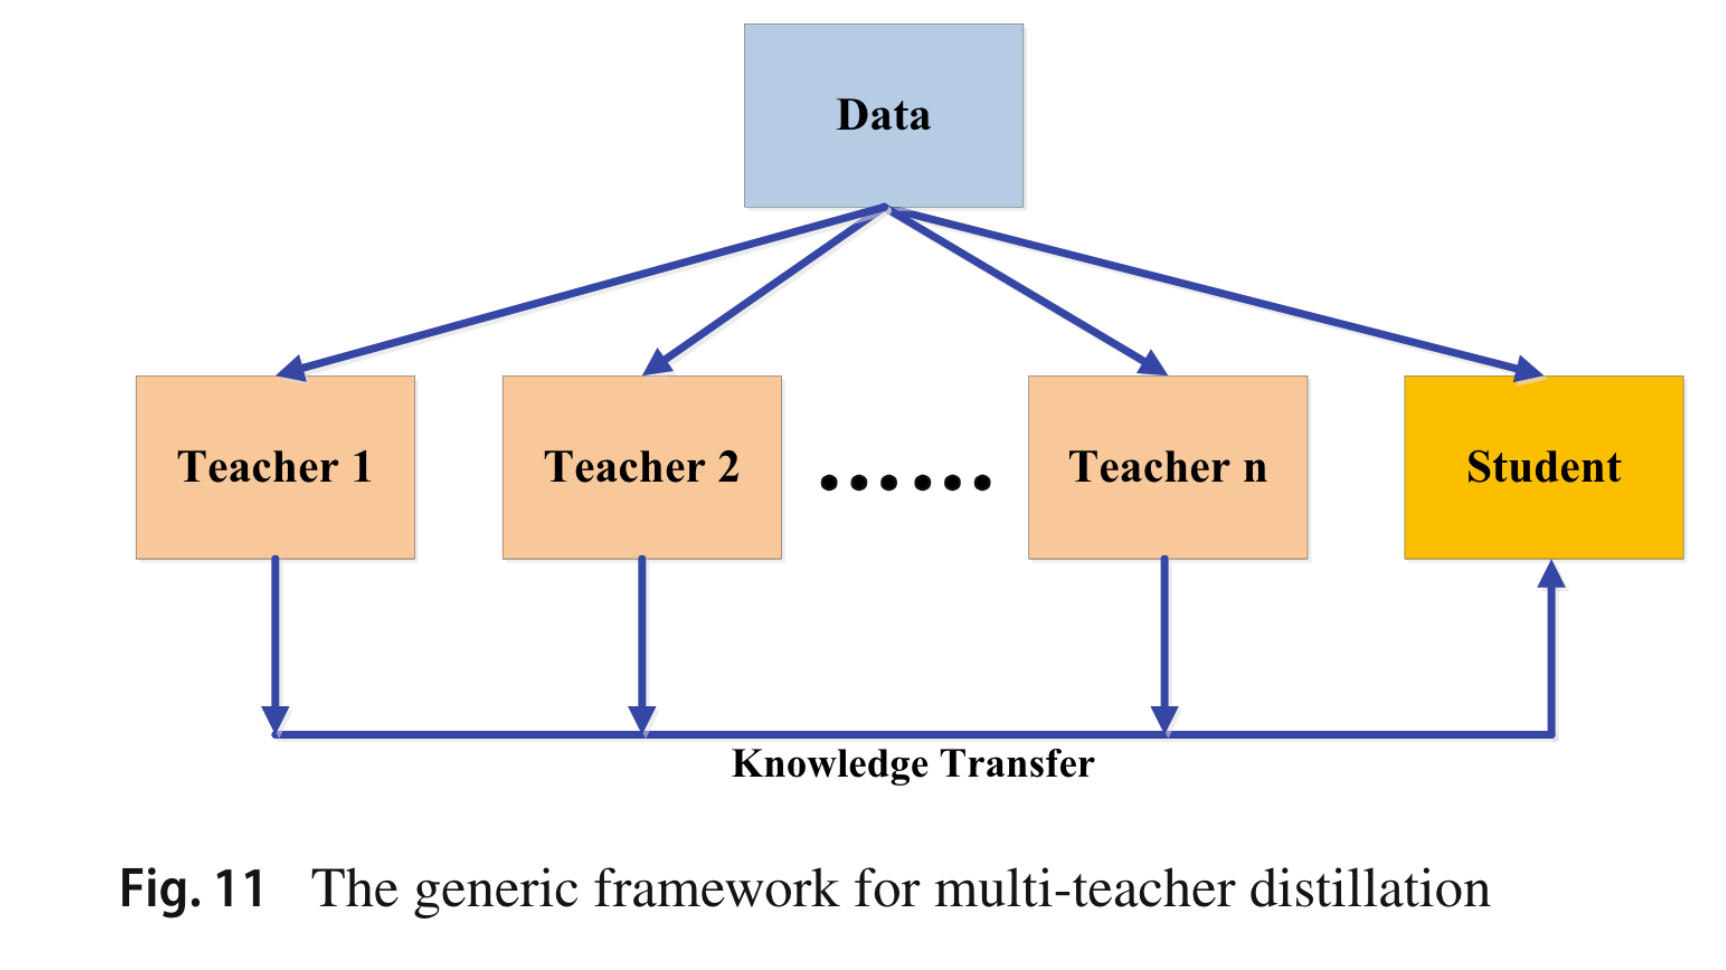 Data
Teacher 1
Teacher 2
.......
Teacher n
Student
Knowledge Transfer
Fig. 11 The generic framework for multi-teacher distillation